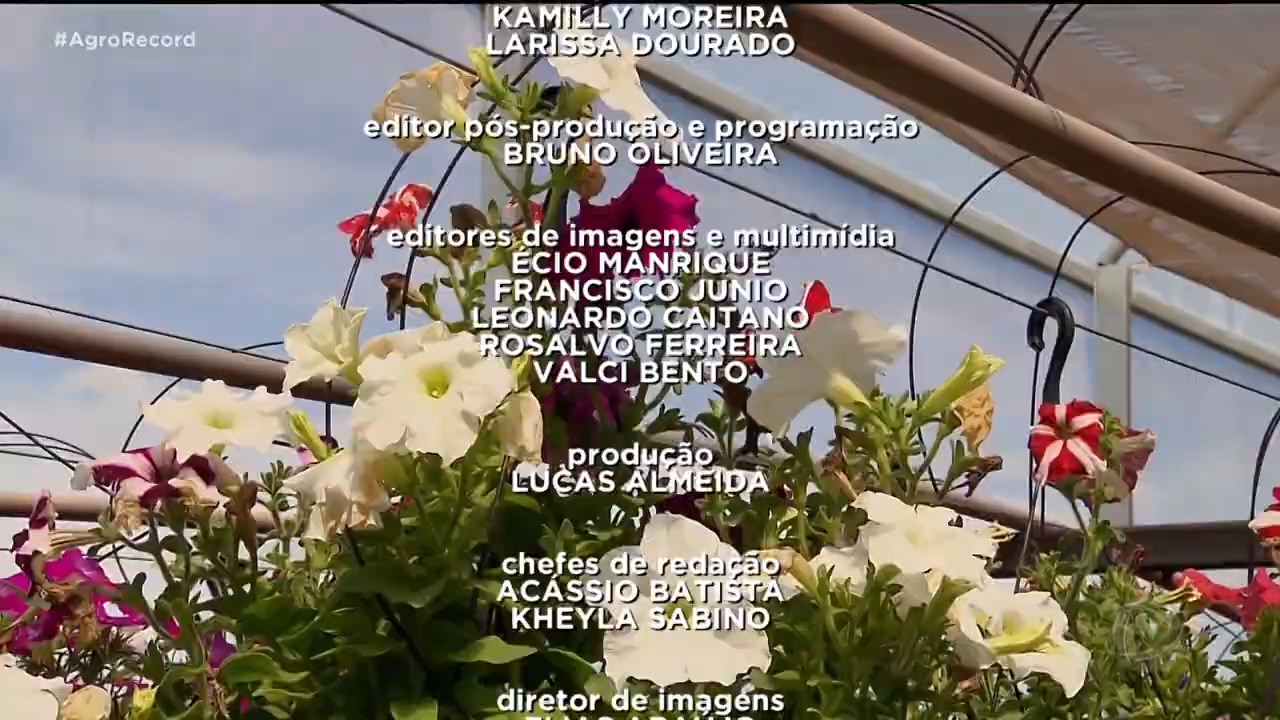 KAMILLY MOREIRA
#AgroRecord
LARISSA DOURADO
editor pós-produção e programação
BRUNO OLIVEIRA
editores de imagens e multimídia
ÉCIO MANRIQUE
FRANCISCO JUNIO
LEONARDO CAITANO
ROSALVO FERREIRA
VALCI BENTO
produção
LUCAS ALMEIDA
chefes de redação
ACÁSSIO BATISTA
KHEYLA SABINO
diretor de imagens